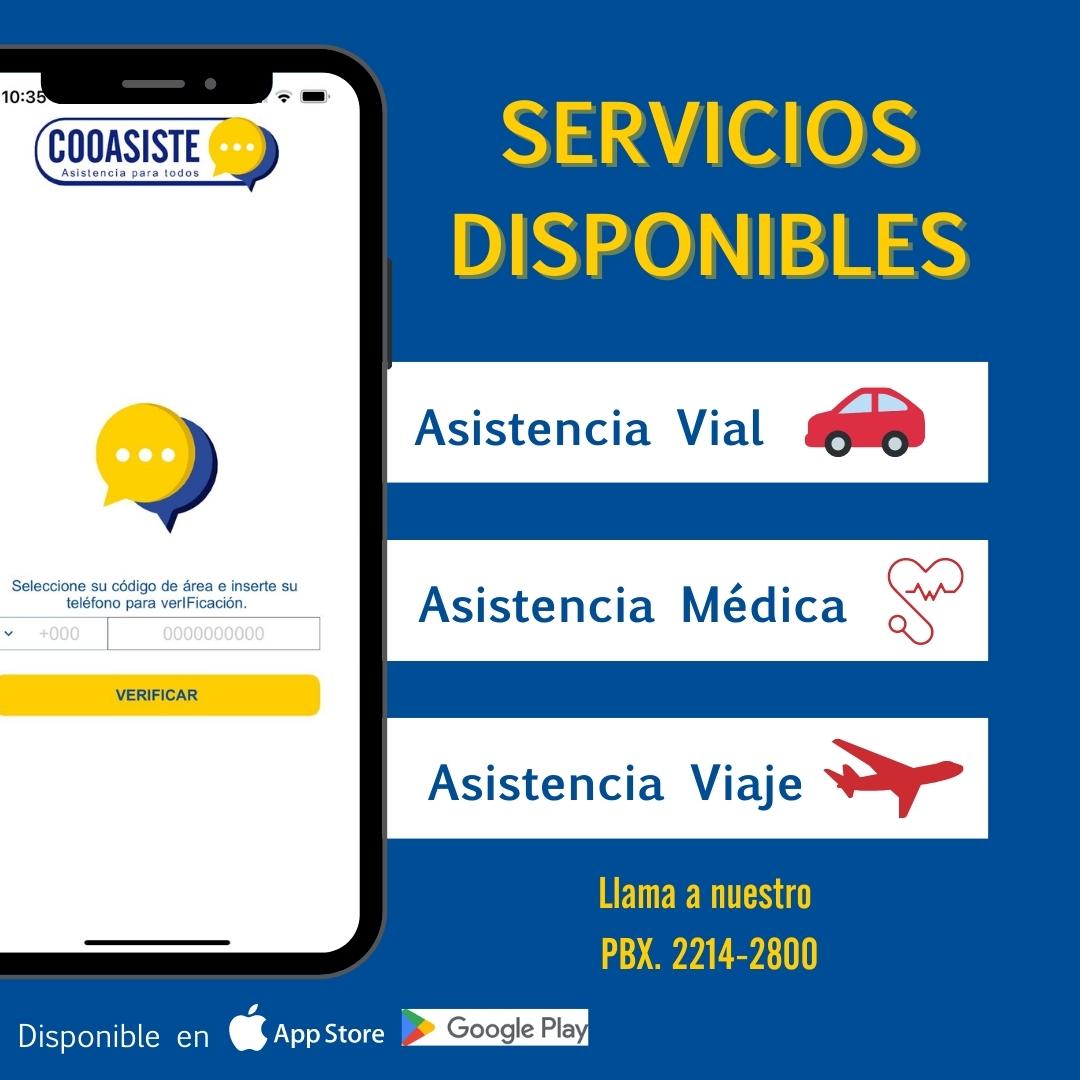 10:35
COOASISTE
Asistencia para todos
SERVICIOS
DISPONIBLES
Asistencia Vial
Seleccione su código de área e inserte su
teléfono para verIFicación.
+000 0000000000
VERIFICAR
Asistencia Médica
Asistencia Viaje
Llama a nuestro
PBX. 2214-2800
Disponible en App Store Google Play